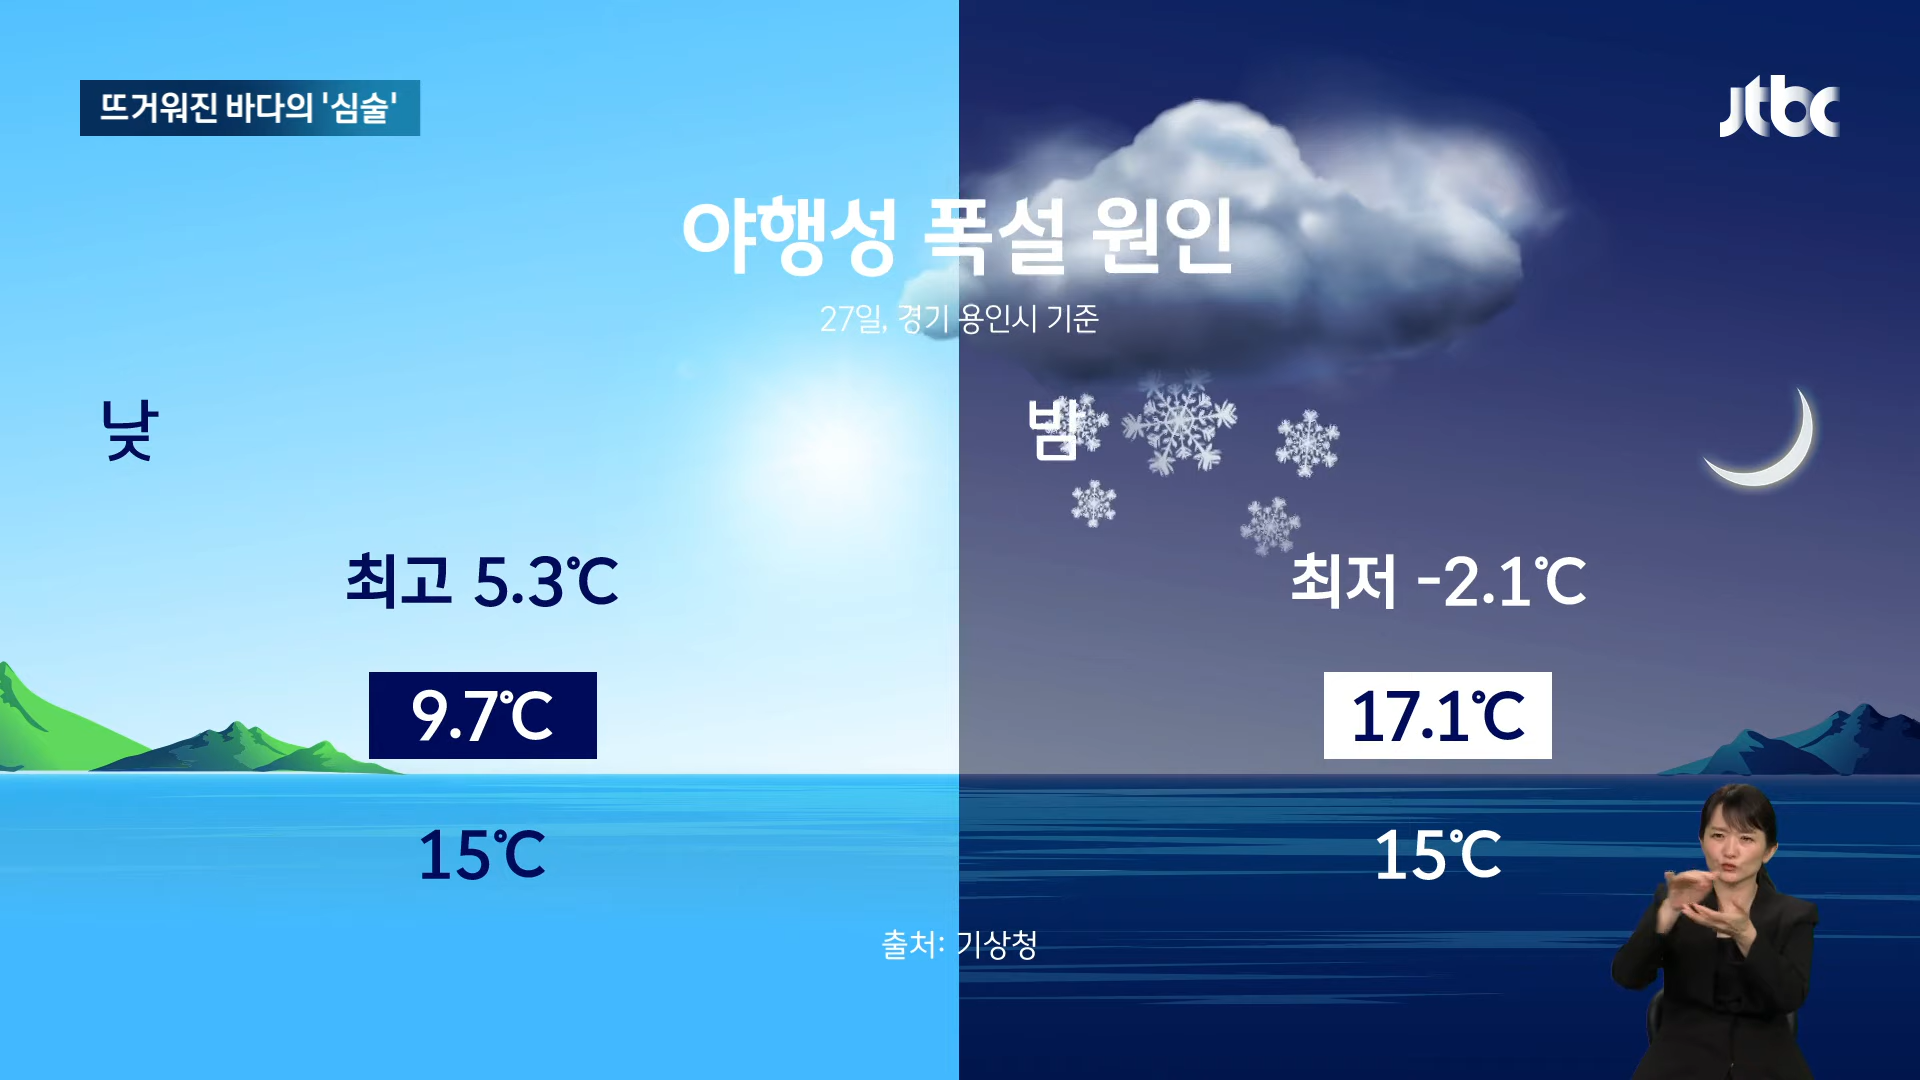 뜨거워진 바다의 '심술'
jtbc
야행성 폭설 원인
27일, 경기 용인시 기준
낮
밤
최고 5.3℃
최저 -2.1℃
9.7℃
17.1℃
15℃
15℃
출처: 기상청